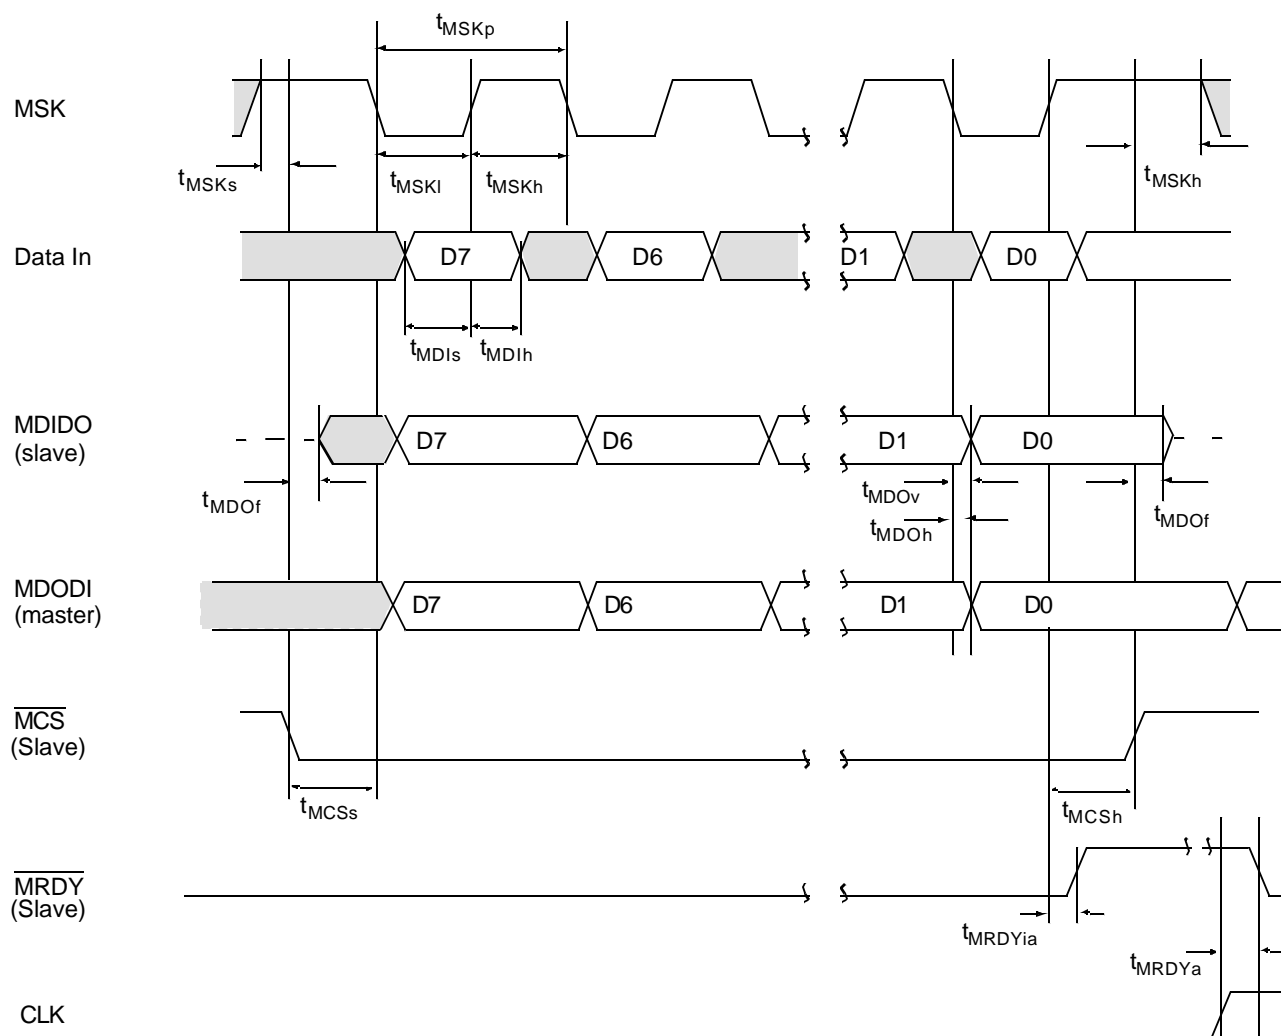 tMSKp
MSK
tMSKs
tMSKl
tMSKh
tMSKh
Data In
D7
D6
D1
D0
tMDIs
tMDIh
MDIDO
(slave)
D7
D6
D1
D0
tMDOf
tMDOv
tMDOh
tMDOf
MDODI
(master)
D7
D6
D1
D0
MCS
(Slave)
tMCSs
tMCSh
MRDY
(Slave)
tMRDYia
tMRDYa
CLK